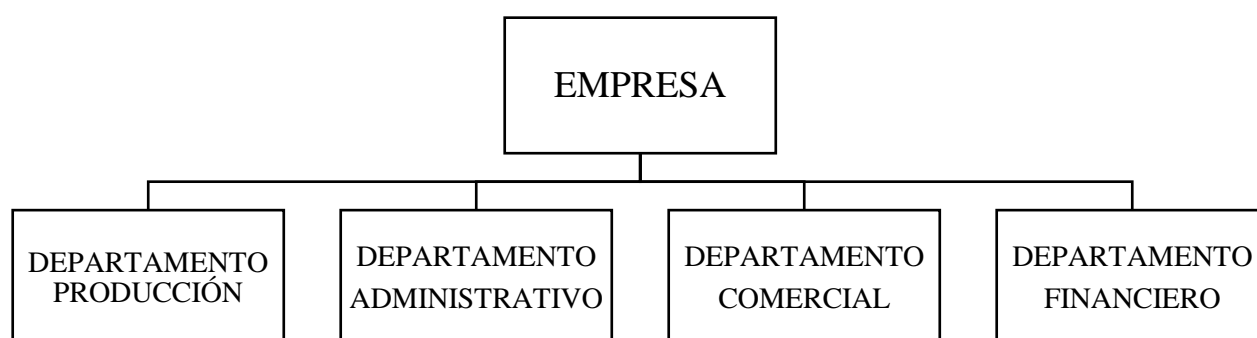 EMPRESA
DEPARTAMENTO
PRODUCCIÓN
DEPARTAMENTO
ADMINISTRATIVO
DEPARTAMENTO
COMERCIAL
DEPARTAMENTO
FINANCIERO